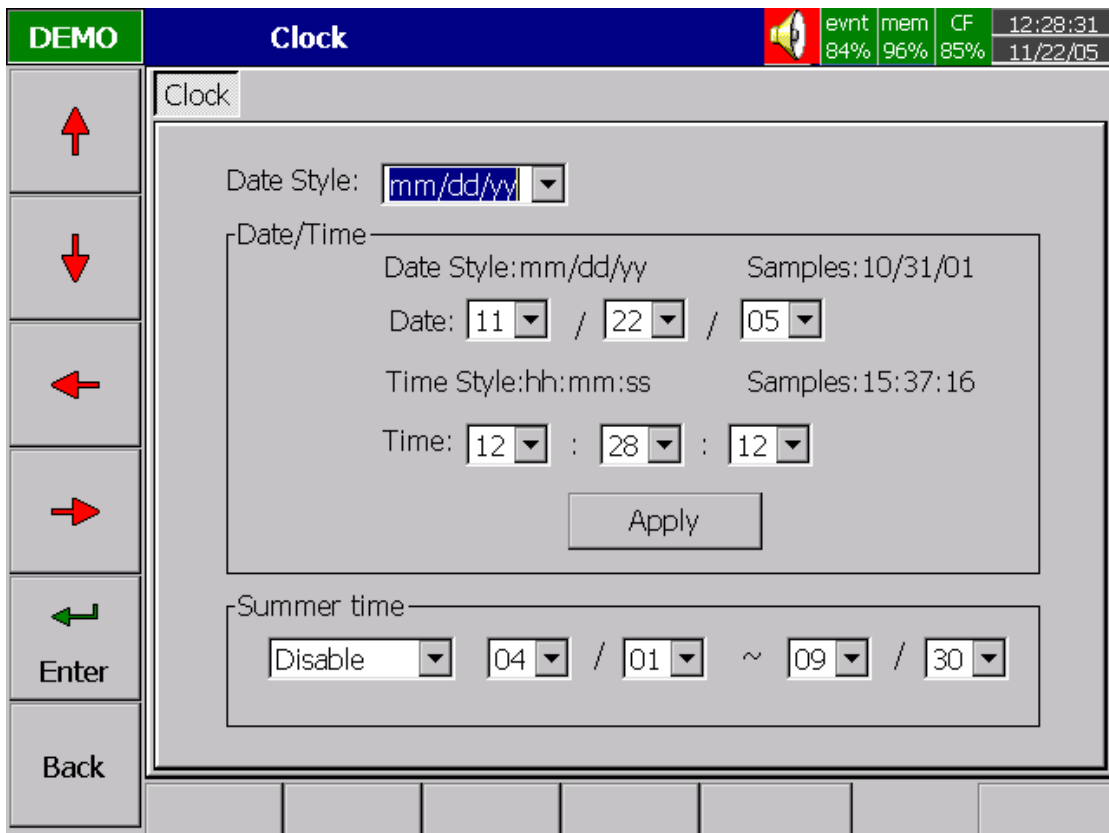 DEMO Clock evnt mem CF 12:28:31
84% 96% 85% 11/22/05
Clock
Date Style: mm/dd/yy
Date/Time
Date Style:mm/dd/yy Samples:10/31/01
Date: 11 / 22 / 05
Time Style:hh:mm:ss Samples:15:37:16
Time: 12 : 28 : 12
Apply
Summer time
Disable 04 / 01 ~ 09 / 30
Enter
Back